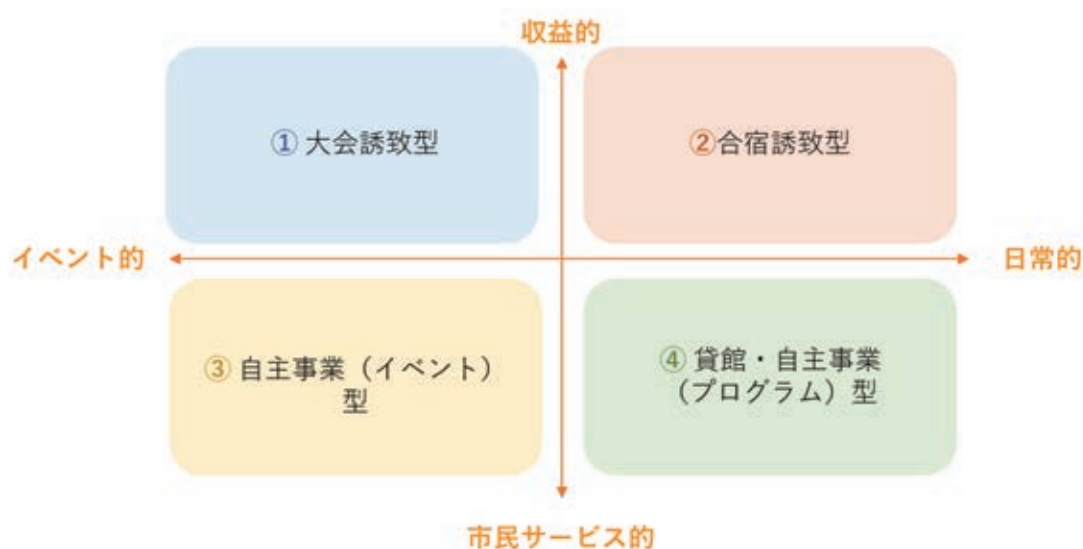 収益的
① 大会誘致型
②合宿誘致型
イベント的
日常的
③ 自主事業（イベント）
型
④ 貸館・自主事業
（プログラム）型
市民サービス的